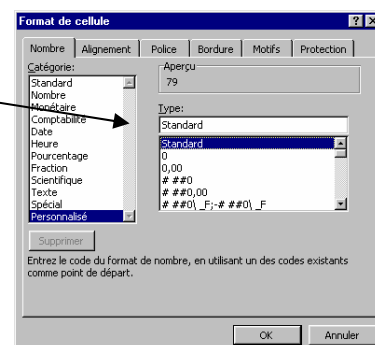 Format de cellule
Nombre Alignement Police Bordure Motifs Protection
Catégorie:
Standard
Nombre
Monétaire
Comptabilité
Date
Heure
Pourcentage
Fraction
Scientifique
Texte
Spécial
Personnalisé
Aperçu
79
Type:
Standard
Standard
0
0,00
# ##0
# ##0,00
# ##0\ _F;-# ##0\ _F
Supprimer
Entrez le code du format de nombre, en utilisant un des codes existants
comme point de départ.
OK Annuler